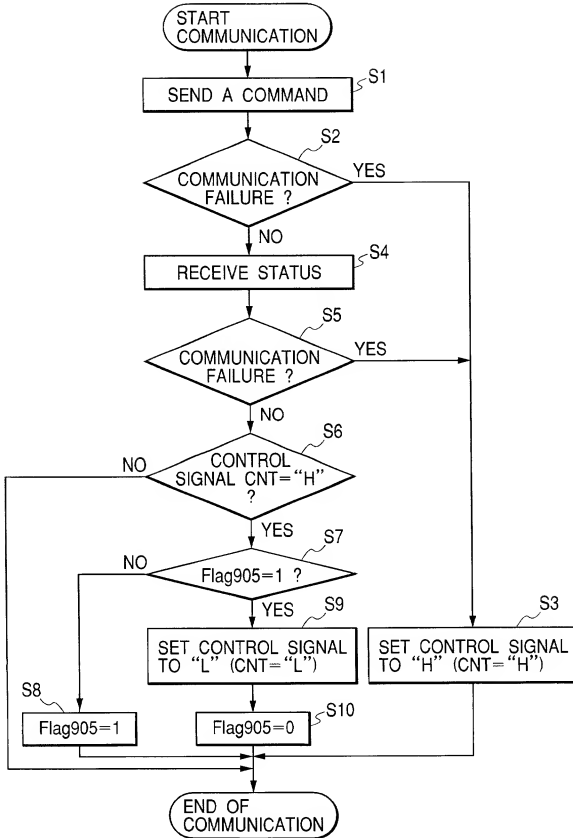 START
COMMUNICATION
S1
SEND A COMMAND
S2
COMMUNICATION
FAILURE ?
YES
NO
S4
RECEIVE STATUS
S5
COMMUNICATION
FAILURE ?
YES
NO
S6
CONTROL
SIGNAL CNT="H"
?
NO
YES
S7
Flag905=1 ?
NO
YES
S9
SET CONTROL SIGNAL
TO "L" (CNT="L")
S3
SET CONTROL SIGNAL
TO "H" (CNT="H")
S8
Flag905=1
S10
Flag905=0
END OF
COMMUNICATION